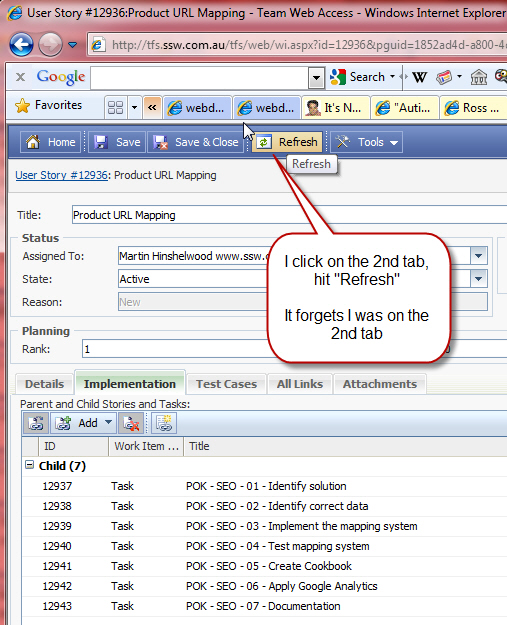 User Story #12936:Product URL Mapping - Team Web Access - Windows Internet Explorer
http://tfs.ssw.com.au/tfs/web/wi.aspx?id=12936&pguid=1852ad4d-a800-4
x Google Search W
Favorites webd... webd... It's N... "Auti... Ross
Home Save Save & Close Refresh Tools
Refresh
User Story #12936: Product URL Mapping
Title: Product URL Mapping
I click on the 2nd tab,
hit "Refresh"
It forgets I was on the
2nd tab
Status
Assigned To: Martin Hinshelwood www.ssw.c
State: Active
Reason: New
Planning
Rank: 1
Details Implementation Test Cases All Links Attachments
Parent and Child Stories and Tasks:
Add
ID Work Item ... Title
Child (7)
12937 Task POK - SEO - 01 - Identify solution
12938 Task POK - SEO - 02 - Identify correct data
12939 Task POK - SEO - 03 - Implement the mapping system
12940 Task POK - SEO - 04 - Test mapping system
12941 Task POK - SEO - 05 - Create Cookbook
12942 Task POK - SEO - 06 - Apply Google Analytics
12943 Task POK - SEO - 07 - Documentation